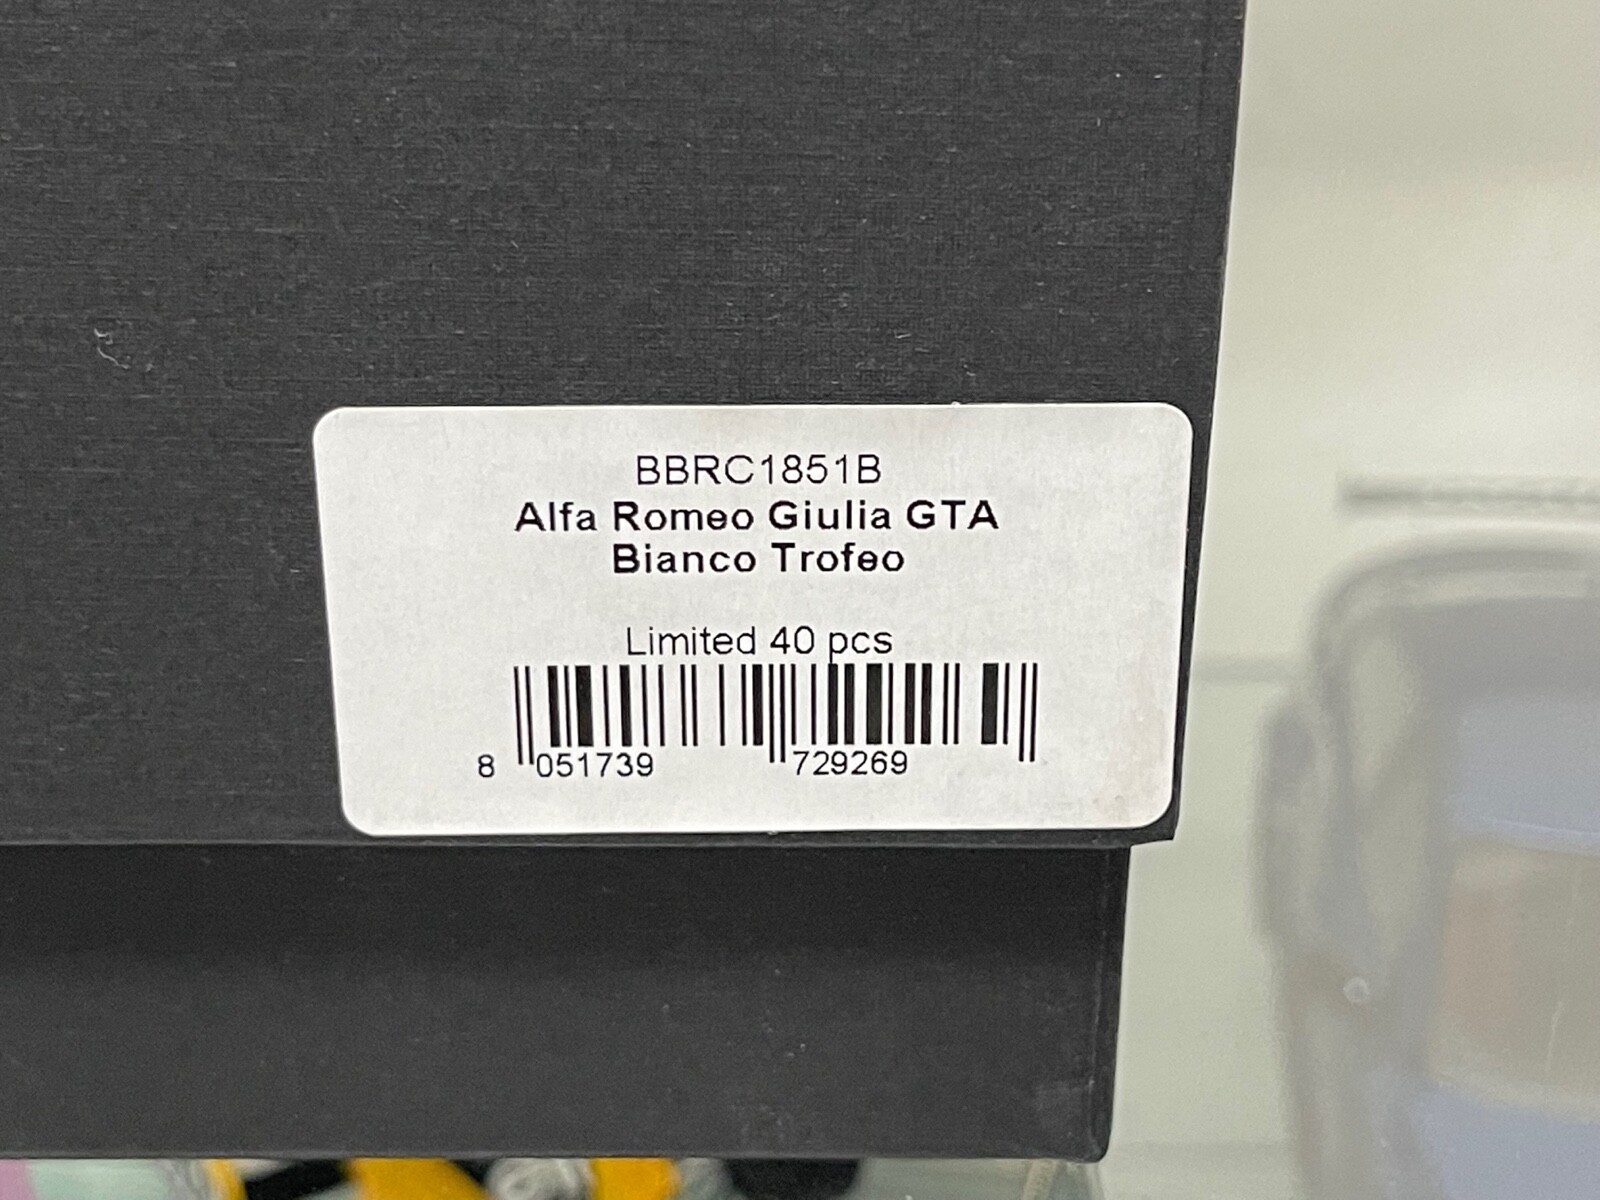 BBRC1851B
Alfa Romeo Giulia GTA
Bianco Trofeo
Limited 40 pcs
8 051739 729269